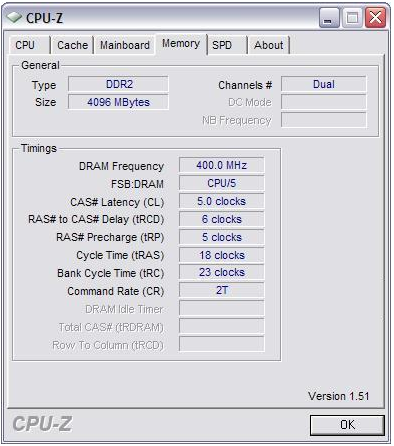 CPU-Z
CPU Cache Mainboard Memory SPD About
General
Type DDR2 Channels # Dual
Size 4096 MBytes DC Mode
NB Frequency
Timings
DRAM Frequency 400.0 MHz
FSB:DRAM CPU/5
CAS# Latency (CL) 5.0 clocks
RAS# to CAS# Delay (tRCD) 6 clocks
RAS# Precharge (tRP) 5 clocks
Cycle Time (tRAS) 18 clocks
Bank Cycle Time (tRC) 23 clocks
Command Rate (CR) 2T
DRAM Idle Timer
Total CAS# (tRDRAM)
Row To Column (tRCD)
Version 1.51
CPU-Z OK